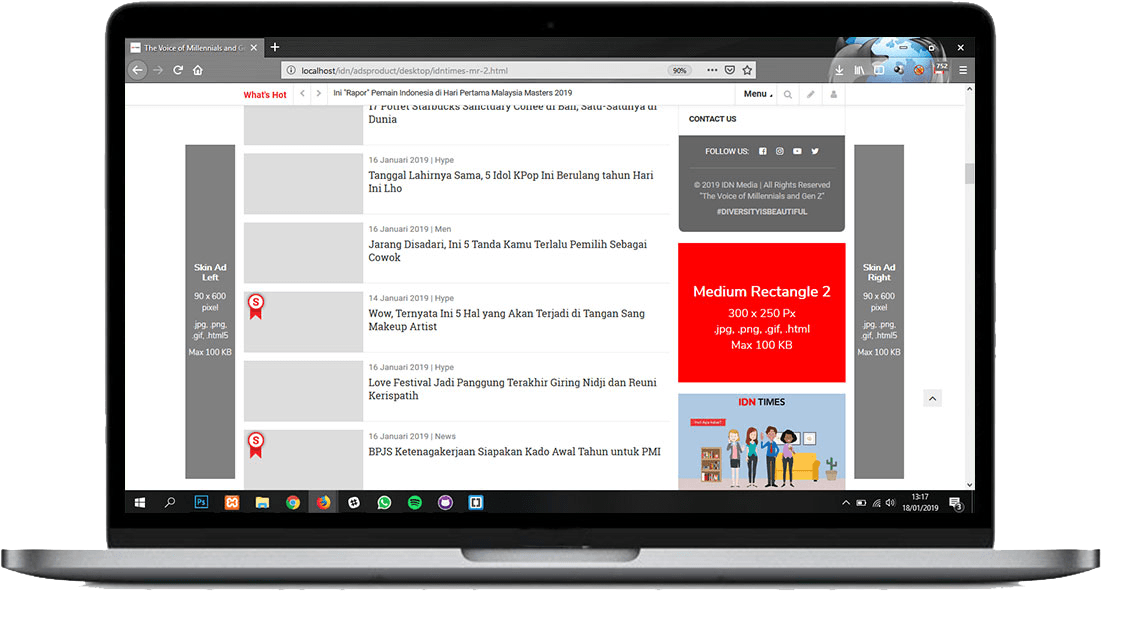 The Voice of Millennials and Ge
localhost/idn/adsproduct/desktop/idntimes-mr-2.html
90%
752
What's Hot
Ini "Rapor" Pemain Indonesia di Hari Pertama Malaysia Masters 2019
Menu
17 Potret Starbucks Sanctuary Coffee di Bali, Satu-Satunya di
Dunia
16 Januari 2019 | Hype
Tanggal Lahirnya Sama, 5 Idol KPop Ini Berulang tahun Hari
Ini Lho
16 Januari 2019 | Men
Jarang Disadari, Ini 5 Tanda Kamu Terlalu Pemilih Sebagai
Cowok
S
14 Januari 2019 | Hype
Wow, Ternyata Ini 5 Hal yang Akan Terjadi di Tangan Sang
Makeup Artist
16 Januari 2019 | Hype
Love Festival Jadi Panggung Terakhir Giring Nidji dan Reuni
Kerispatih
S
16 Januari 2019 | News
BPJS Ketenagakerjaan Siapakan Kado Awal Tahun untuk PMI
Skin Ad
Left
90 x 600
pixel
.jpg, .png,
.gif, .html5
Max 100 KB
CONTACT US
FOLLOW US:
© 2019 IDN Media | All Rights Reserved
"The Voice of Millennials and Gen Z"
#DIVERSITYISBEAUTIFUL
Medium Rectangle 2
300 x 250 Px
.jpg, .png, .gif, .html
Max 100 KB
IDN TIMES
Skin Ad
Right
90 x 600
pixel
.jpg, .png,
.gif, .html5
Max 100 KB
Ps
13:17
18/01/2019
3